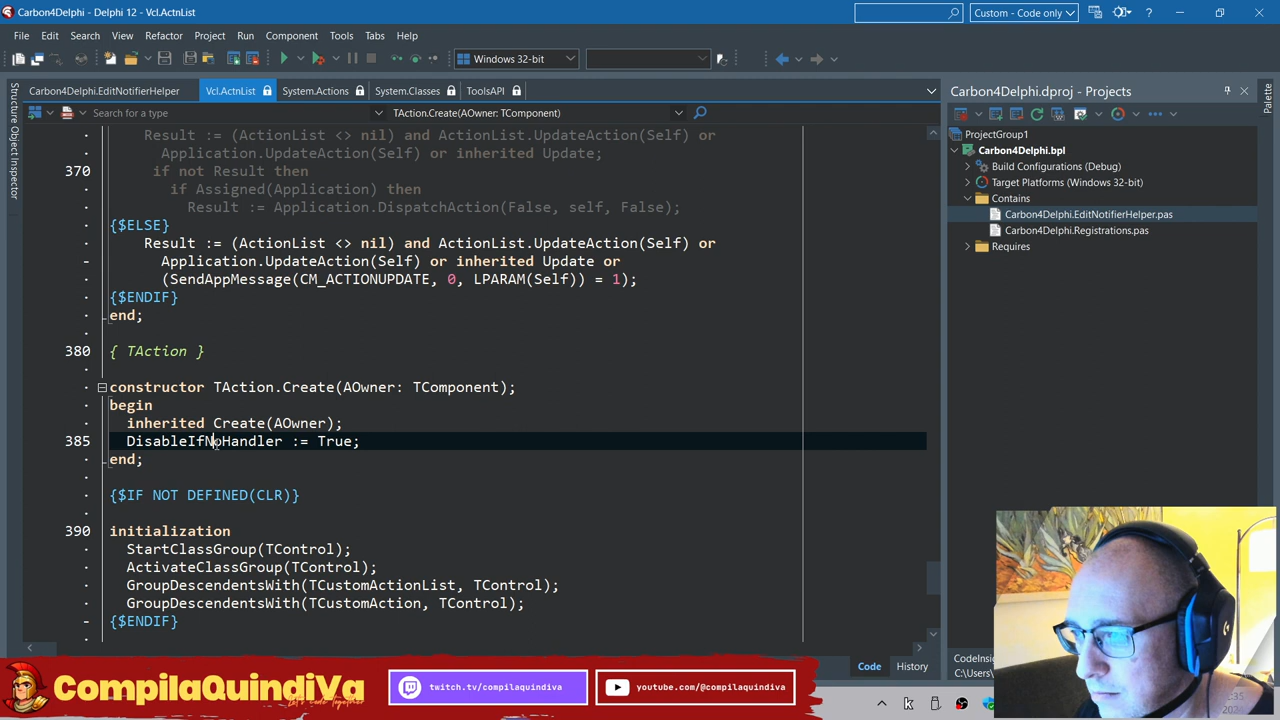 Carbon4Delphi - Delphi 12 - Vcl.ActnList
Custom - Code only
File Edit Search View Refactor Project Run Component Tools Tabs Help
Windows 32-bit
Carbon4Delphi.EditNotifierHelper Vcl.ActnList System.Actions System.Classes ToolsAPI
Search for a type
TAction.Create(AOwner: TComponent)
Structure Object Inspector
Result := (ActionList <> nil) and ActionList.UpdateAction(Self) or
Application.UpdateAction(Self) or inherited Update;
370 if not Result then
if Assigned(Application) then
Result := Application.DispatchAction(False, self, False);
{$ELSE}
Result := (ActionList <> nil) and ActionList.UpdateAction(Self) or
Application.UpdateAction(Self) or inherited Update or
(SendAppMessage(CM_ACTIONUPDATE, 0, LPARAM(Self)) = 1);
{$ENDIF}
end;
380 { TAction }
constructor TAction.Create(AOwner: TComponent);
begin
inherited Create(AOwner);
385 DisableIfNoHandler := True;
end;
{$IF NOT DEFINED(CLR)}
390 initialization
StartClassGroup(TControl);
ActivateClassGroup(TControl);
GroupDescendentsWith(TCustomActionList, TControl);
GroupDescendentsWith(TCustomAction, TControl);
{$ENDIF}
Code History
Carbon4Delphi.dproj - Projects
Palette
ProjectGroup1
Carbon4Delphi.bpl
Build Configurations (Debug)
Target Platforms (Windows 32-bit)
Contains
Carbon4Delphi.EditNotifierHelper.pas
Carbon4Delphi.Registrations.pas
Requires
CompilaQuindiVa
Let's Code Together
twitch.tv/compilaquindiva
youtube.com/@compilaquindiva